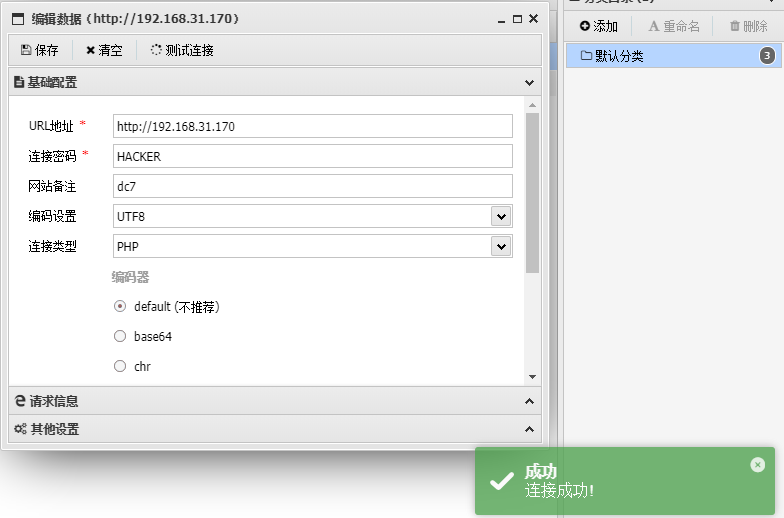 编辑数据 (http://192.168.31.170)
保存 清空 测试连接
基础配置
URL地址 * http://192.168.31.170
连接密码 * HACKER
网站备注 dc7
编码设置 UTF8
连接类型 PHP
编码器
default (不推荐)
base64
chr
请求信息
其他设置
添加 重命名 删除
默认分类 3
成功
连接成功!